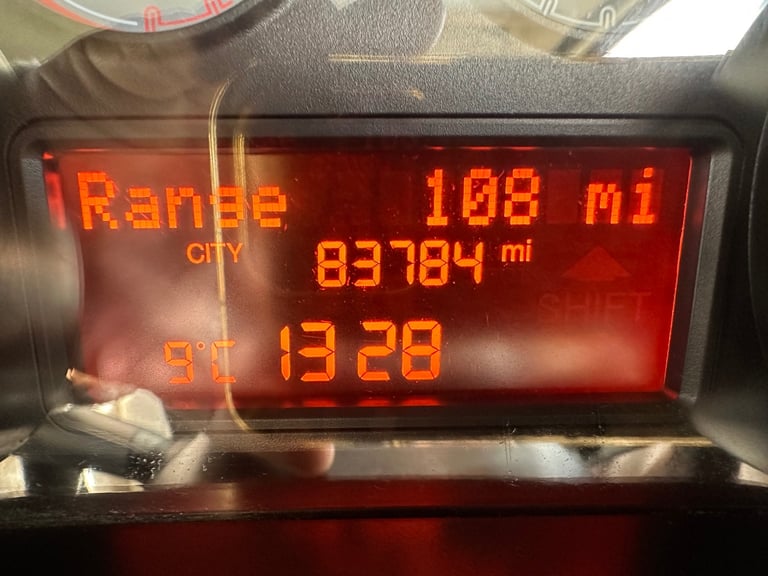 Range 108 mi
CITY 83784 mi
SHIFT
9°C 13 28